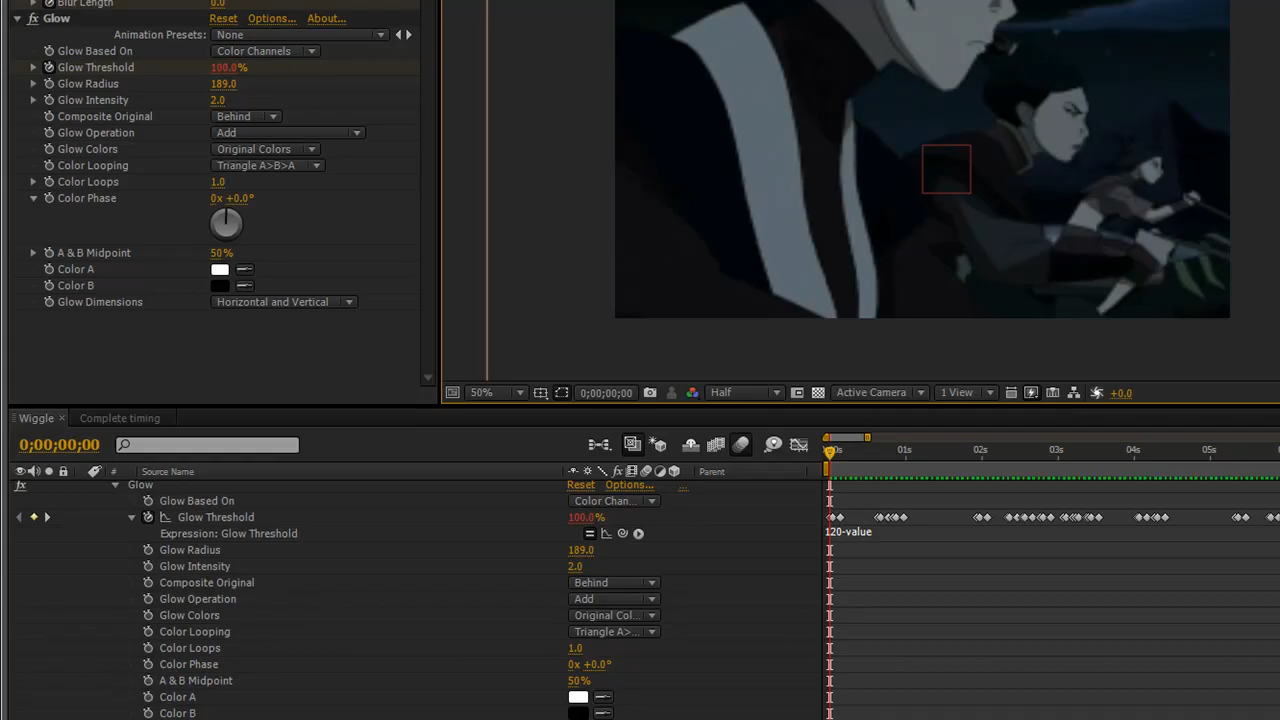 Blur Length 0.0
fx Glow Reset Options... About...
Animation Presets: None
Glow Based On Color Channels
Glow Threshold 100.0 %
Glow Radius 189.0
Glow Intensity 2.0
Composite Original Behind
Glow Operation Add
Glow Colors Original Colors
Color Looping Triangle A>B>A
Color Loops 1.0
Color Phase 0x +0.0°
A & B Midpoint 50 %
Color A
Color B
Glow Dimensions Horizontal and Vertical
50% 0;00;00;00 Half Active Camera 1 View +0.0
Wiggle × Complete timing
0;00;00;00
# Source Name fx Parent 01s 02s 03s 04s 05s
fx Glow Reset Options... ...
Glow Based On Color Chan...
Glow Threshold 100.0 %
Expression: Glow Threshold 120-value
Glow Radius 189.0
Glow Intensity 2.0
Composite Original Behind
Glow Operation Add
Glow Colors Original Col...
Color Looping Triangle A>...
Color Loops 1.0
Color Phase 0x +0.0°
A & B Midpoint 50 %
Color A
Color B